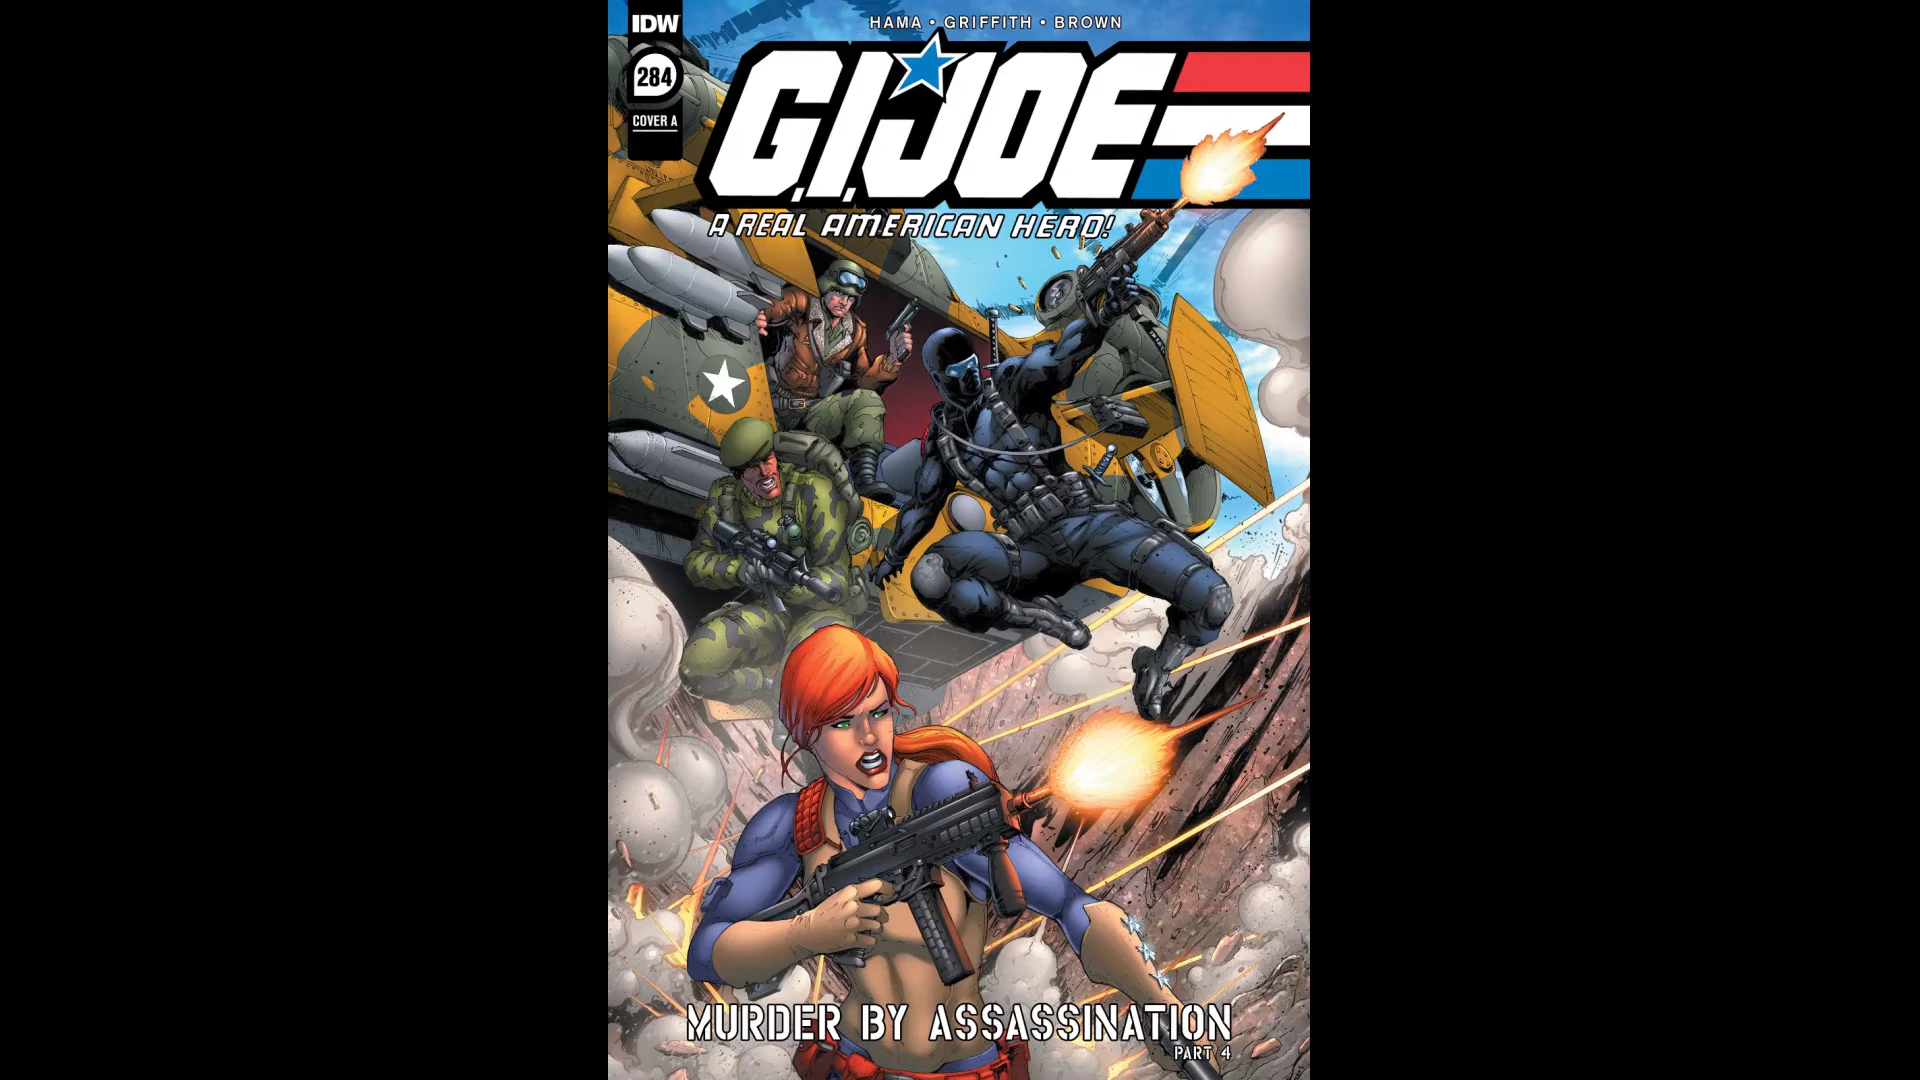 IDW
HAMA • GRIFFITH • BROWN
284
COVER A
G.I. JOE
A REAL AMERICAN HERO!
MURDER BY ASSASSINATION
PART 4